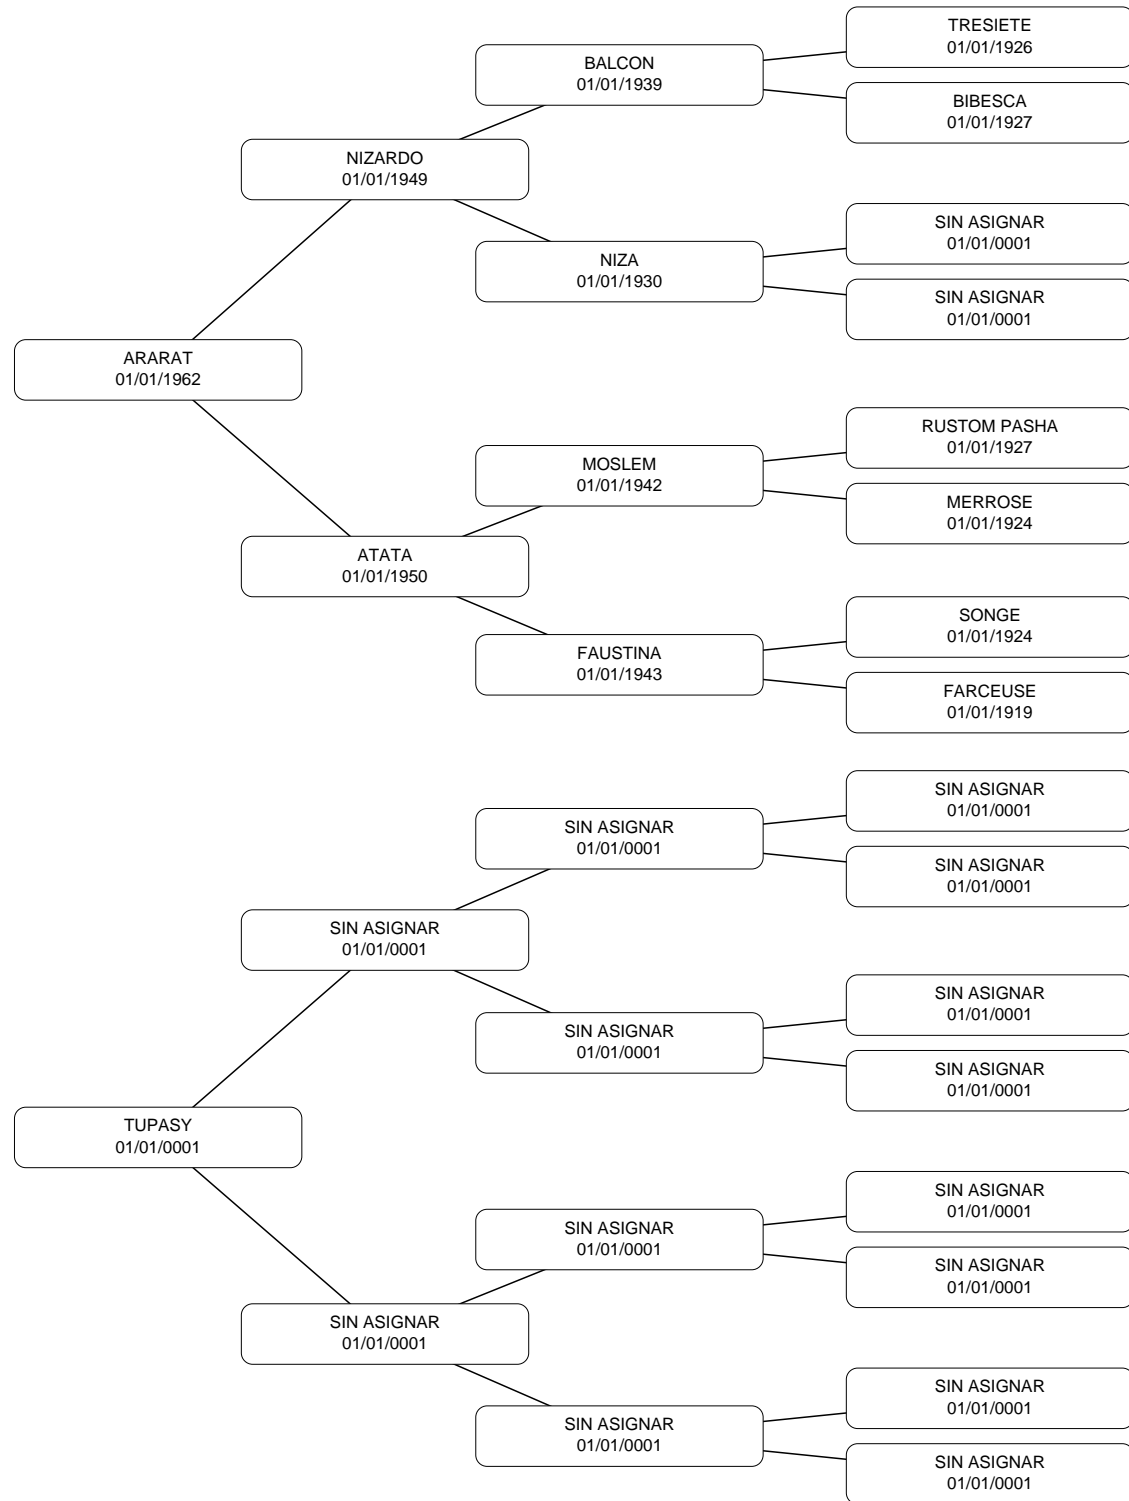 TRESIETE
01/01/1926
BALCON
01/01/1939
BIBESCA
01/01/1927
NIZARDO
01/01/1949
SIN ASIGNAR
01/01/0001
NIZA
01/01/1930
SIN ASIGNAR
01/01/0001
ARARAT
01/01/1962
RUSTOM PASHA
01/01/1927
MOSLEM
01/01/1942
MERROSE
01/01/1924
ATATA
01/01/1950
SONGE
01/01/1924
FAUSTINA
01/01/1943
FARCEUSE
01/01/1919
SIN ASIGNAR
01/01/0001
SIN ASIGNAR
01/01/0001
SIN ASIGNAR
01/01/0001
SIN ASIGNAR
01/01/0001
SIN ASIGNAR
01/01/0001
SIN ASIGNAR
01/01/0001
SIN ASIGNAR
01/01/0001
TUPASY
01/01/0001
SIN ASIGNAR
01/01/0001
SIN ASIGNAR
01/01/0001
SIN ASIGNAR
01/01/0001
SIN ASIGNAR
01/01/0001
SIN ASIGNAR
01/01/0001
SIN ASIGNAR
01/01/0001
SIN ASIGNAR
01/01/0001